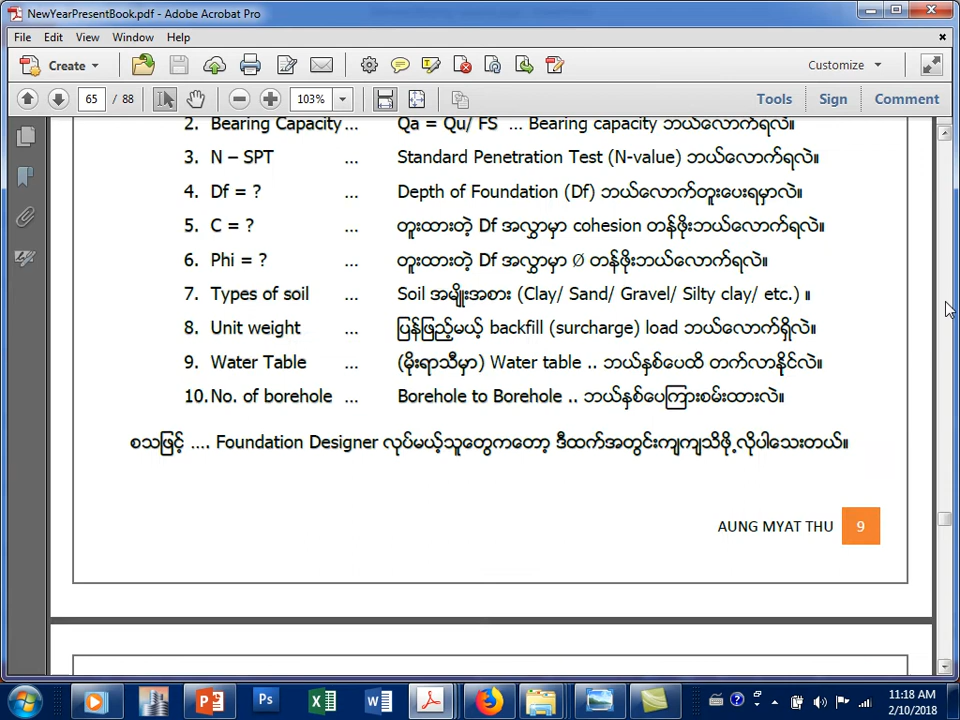 NewYearPresentBook.pdf - Adobe Acrobat Pro
File Edit View Window Help
Create Customize
65 / 88 103% Tools Sign Comment
2. Bearing Capacity ... Qa = Qu/ FS ... Bearing capacity ဘယ်လောက်ရလဲ။
3. N – SPT ... Standard Penetration Test (N-value) ဘယ်လောက်ရလဲ။
4. Df = ? ... Depth of Foundation (Df) ဘယ်လောက်တူးပေးရမှာလဲ။
5. C = ? ... တူးထားတဲ့ Df အလွှာမှာ cohesion တန်ဖိုးဘယ်လောက်ရလဲ။
6. Phi = ? ... တူးထားတဲ့ Df အလွှာမှာ Ø တန်ဖိုးဘယ်လောက်ရလဲ။
7. Types of soil ... Soil အမျိုးအစား (Clay/ Sand/ Gravel/ Silty clay/ etc.) ။
8. Unit weight ... ပြန်ဖြည့်မယ့် backfill (surcharge) load ဘယ်လောက်ရှိလဲ။
9. Water Table ... (မိုးရာသီမှာ) Water table .. ဘယ်နှစ်ပေထိ တက်လာနိုင်လဲ။
10. No. of borehole ... Borehole to Borehole .. ဘယ်နှစ်ပေကြားစမ်းထားလဲ။
စသဖြင့် .... Foundation Designer လုပ်မယ့်သူတွေကတော့ ဒီထက်အတွင်းကျကျသိဖို့လိုပါသေးတယ်။
AUNG MYAT THU 9
11:18 AM
2/10/2018